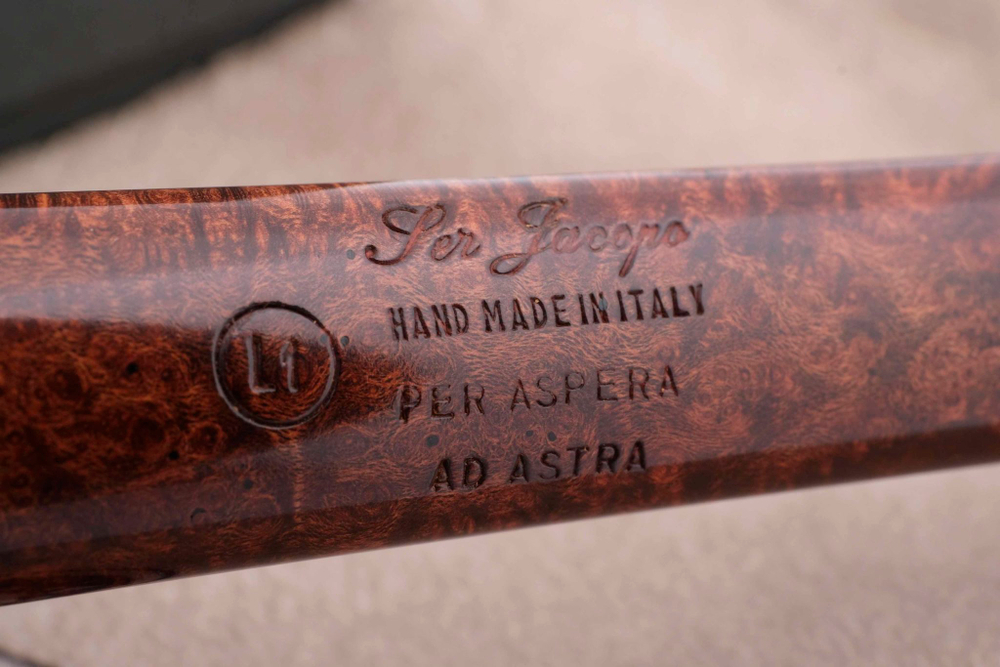 Ser Jacopo
HAND MADE IN ITALY
L1
PER ASPERA
AD ASTRA